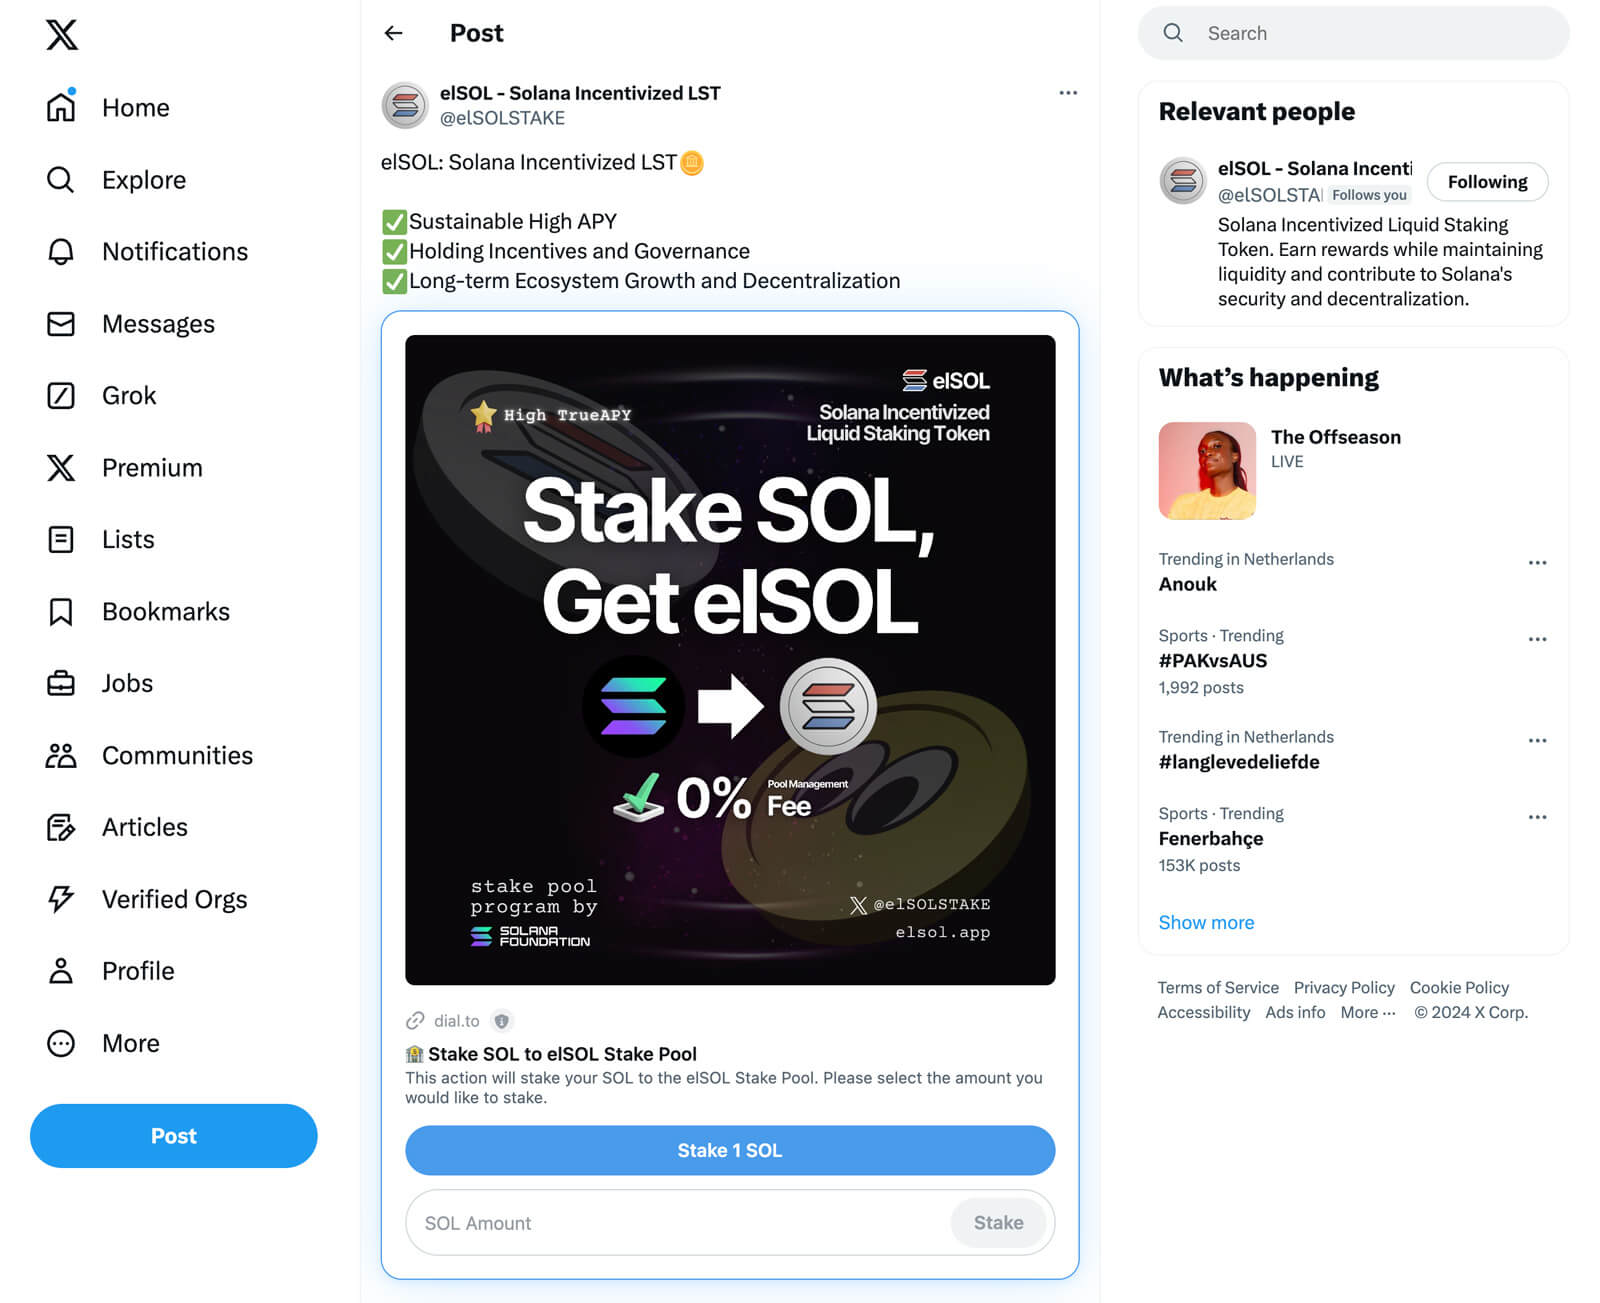 Home
Explore
Notifications
Messages
Grok
Premium
Lists
Bookmarks
Jobs
Communities
Articles
Verified Orgs
Profile
More
Post
Post
elSOL - Solana Incentivized LST
@elSOLSTAKE
elSOL: Solana Incentivized LST🪙
✅Sustainable High APY
✅Holding Incentives and Governance
✅Long-term Ecosystem Growth and Decentralization
High TrueAPY
elSOL
Solana Incentivized
Liquid Staking Token
Stake SOL,
Get elSOL
0% Pool Management
Fee
stake pool
program by
SOLANA
FOUNDATION
@elSOLSTAKE
elsol.app
dial.to
🏦 Stake SOL to elSOL Stake Pool
This action will stake your SOL to the elSOL Stake Pool. Please select the amount you
would like to stake.
Stake 1 SOL
SOL Amount
Stake
Search
Relevant people
elSOL - Solana Incenti
@elSOLSTA Follows you
Following
Solana Incentivized Liquid Staking
Token. Earn rewards while maintaining
liquidity and contribute to Solana's
security and decentralization.
What's happening
The Offseason
LIVE
Trending in Netherlands
Anouk
Sports · Trending
#PAKvsAUS
1,992 posts
Trending in Netherlands
#langlevedeliefde
Sports · Trending
Fenerbahçe
153K posts
Show more
Terms of Service Privacy Policy Cookie Policy
Accessibility Ads info More ··· © 2024 X Corp.